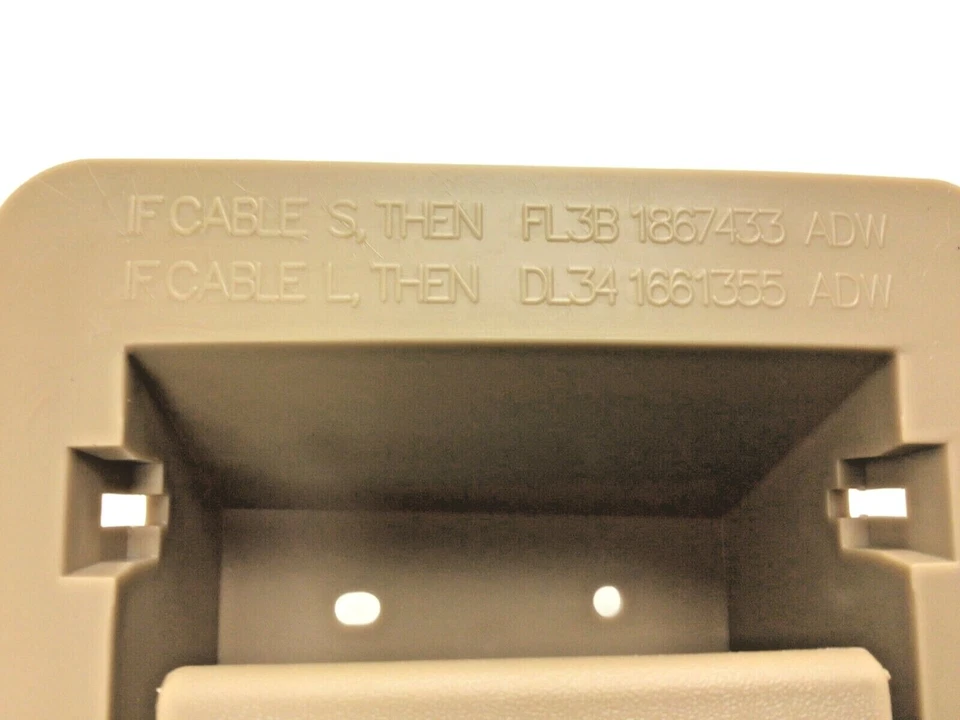 IF CABLE S, THEN FL3B 1867433 ADW
IF CABLE L, THEN DL34 1661355 ADW